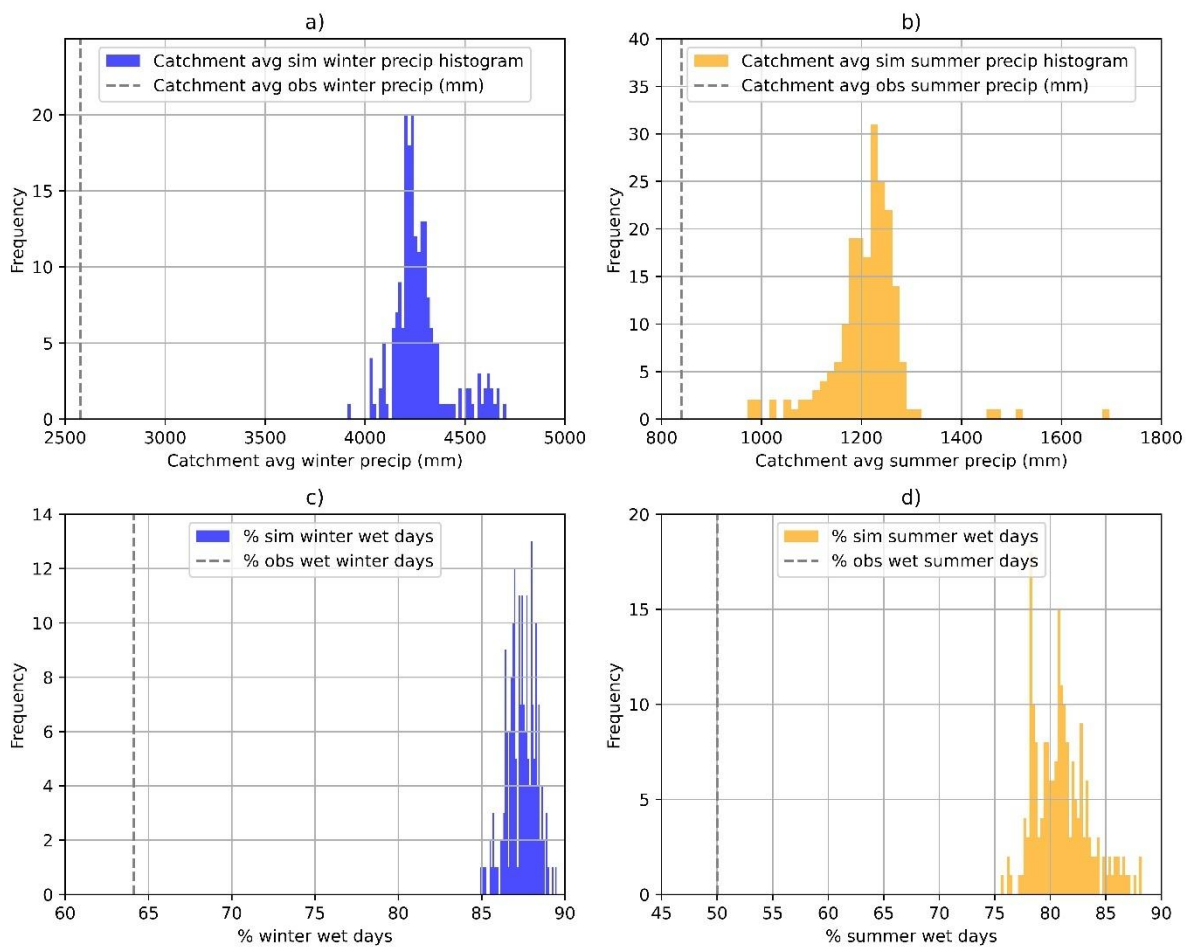 a)
Catchment avg sim winter precip histogram
Catchment avg obs winter precip (mm)
Frequency
20
15
10
5
0
2500 3000 3500 4000 4500 5000
Catchment avg winter precip (mm)
b)
Catchment avg sim summer precip histogram
Catchment avg obs summer precip (mm)
Frequency
40
35
30
25
20
15
10
5
0
800 1000 1200 1400 1600 1800
Catchment avg summer precip (mm)
c)
% sim winter wet days
% obs wet winter days
Frequency
14
12
10
8
6
4
2
0
60 65 70 75 80 85 90
% winter wet days
d)
% sim summer wet days
% obs wet summer days
Frequency
20
15
10
5
0
45 50 55 60 65 70 75 80 85 90
% summer wet days